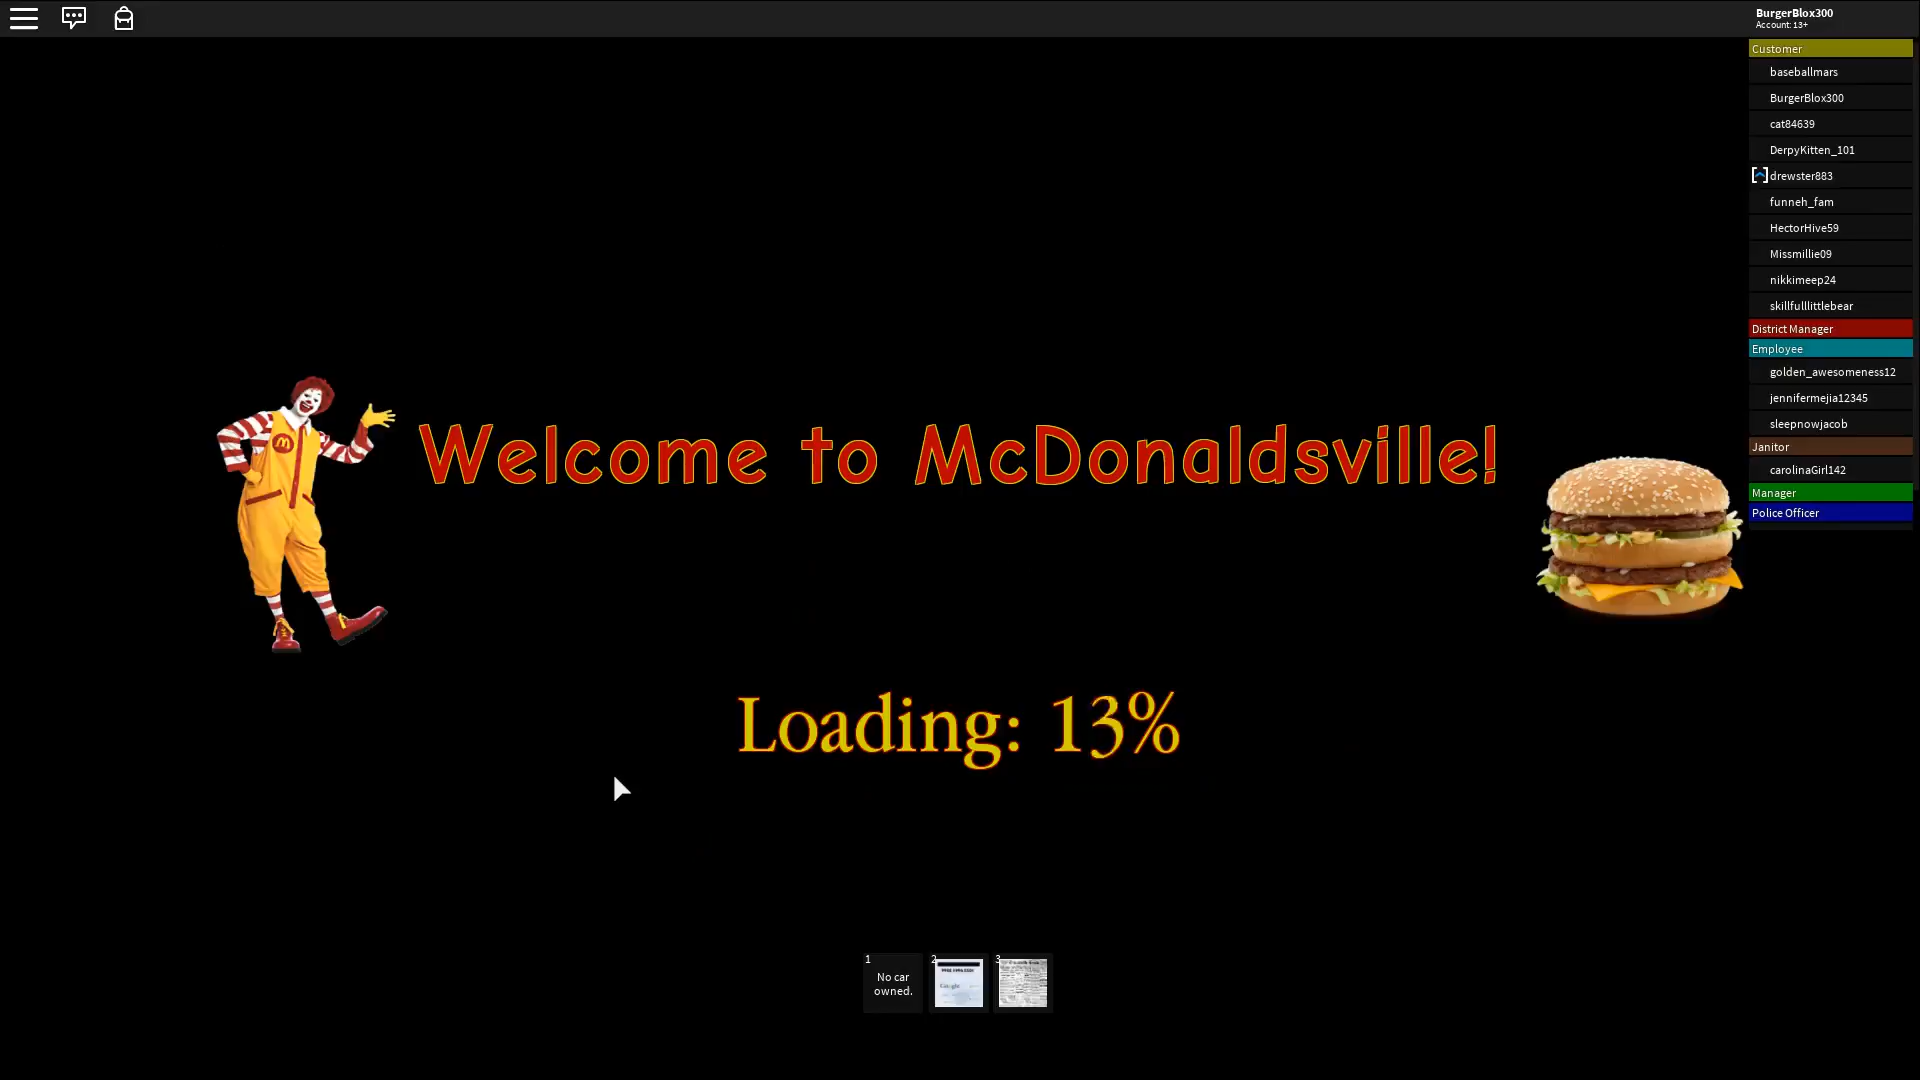 BurgerBlox300
Account: 13+
Customer
baseballmars
BurgerBlox300
cat84639
DerpyKitten_101
drewster883
funneh_fam
HectorHive59
Missmillie09
nikkimeep24
skillfulllittlebear
District Manager
Employee
golden_awesomeness12
jennifermejia12345
sleepnowjacob
Janitor
carolinaGirl142
Manager
Police Officer
Welcome to McDonaldsville!
Loading: 13%
1
No car
owned.
2
3